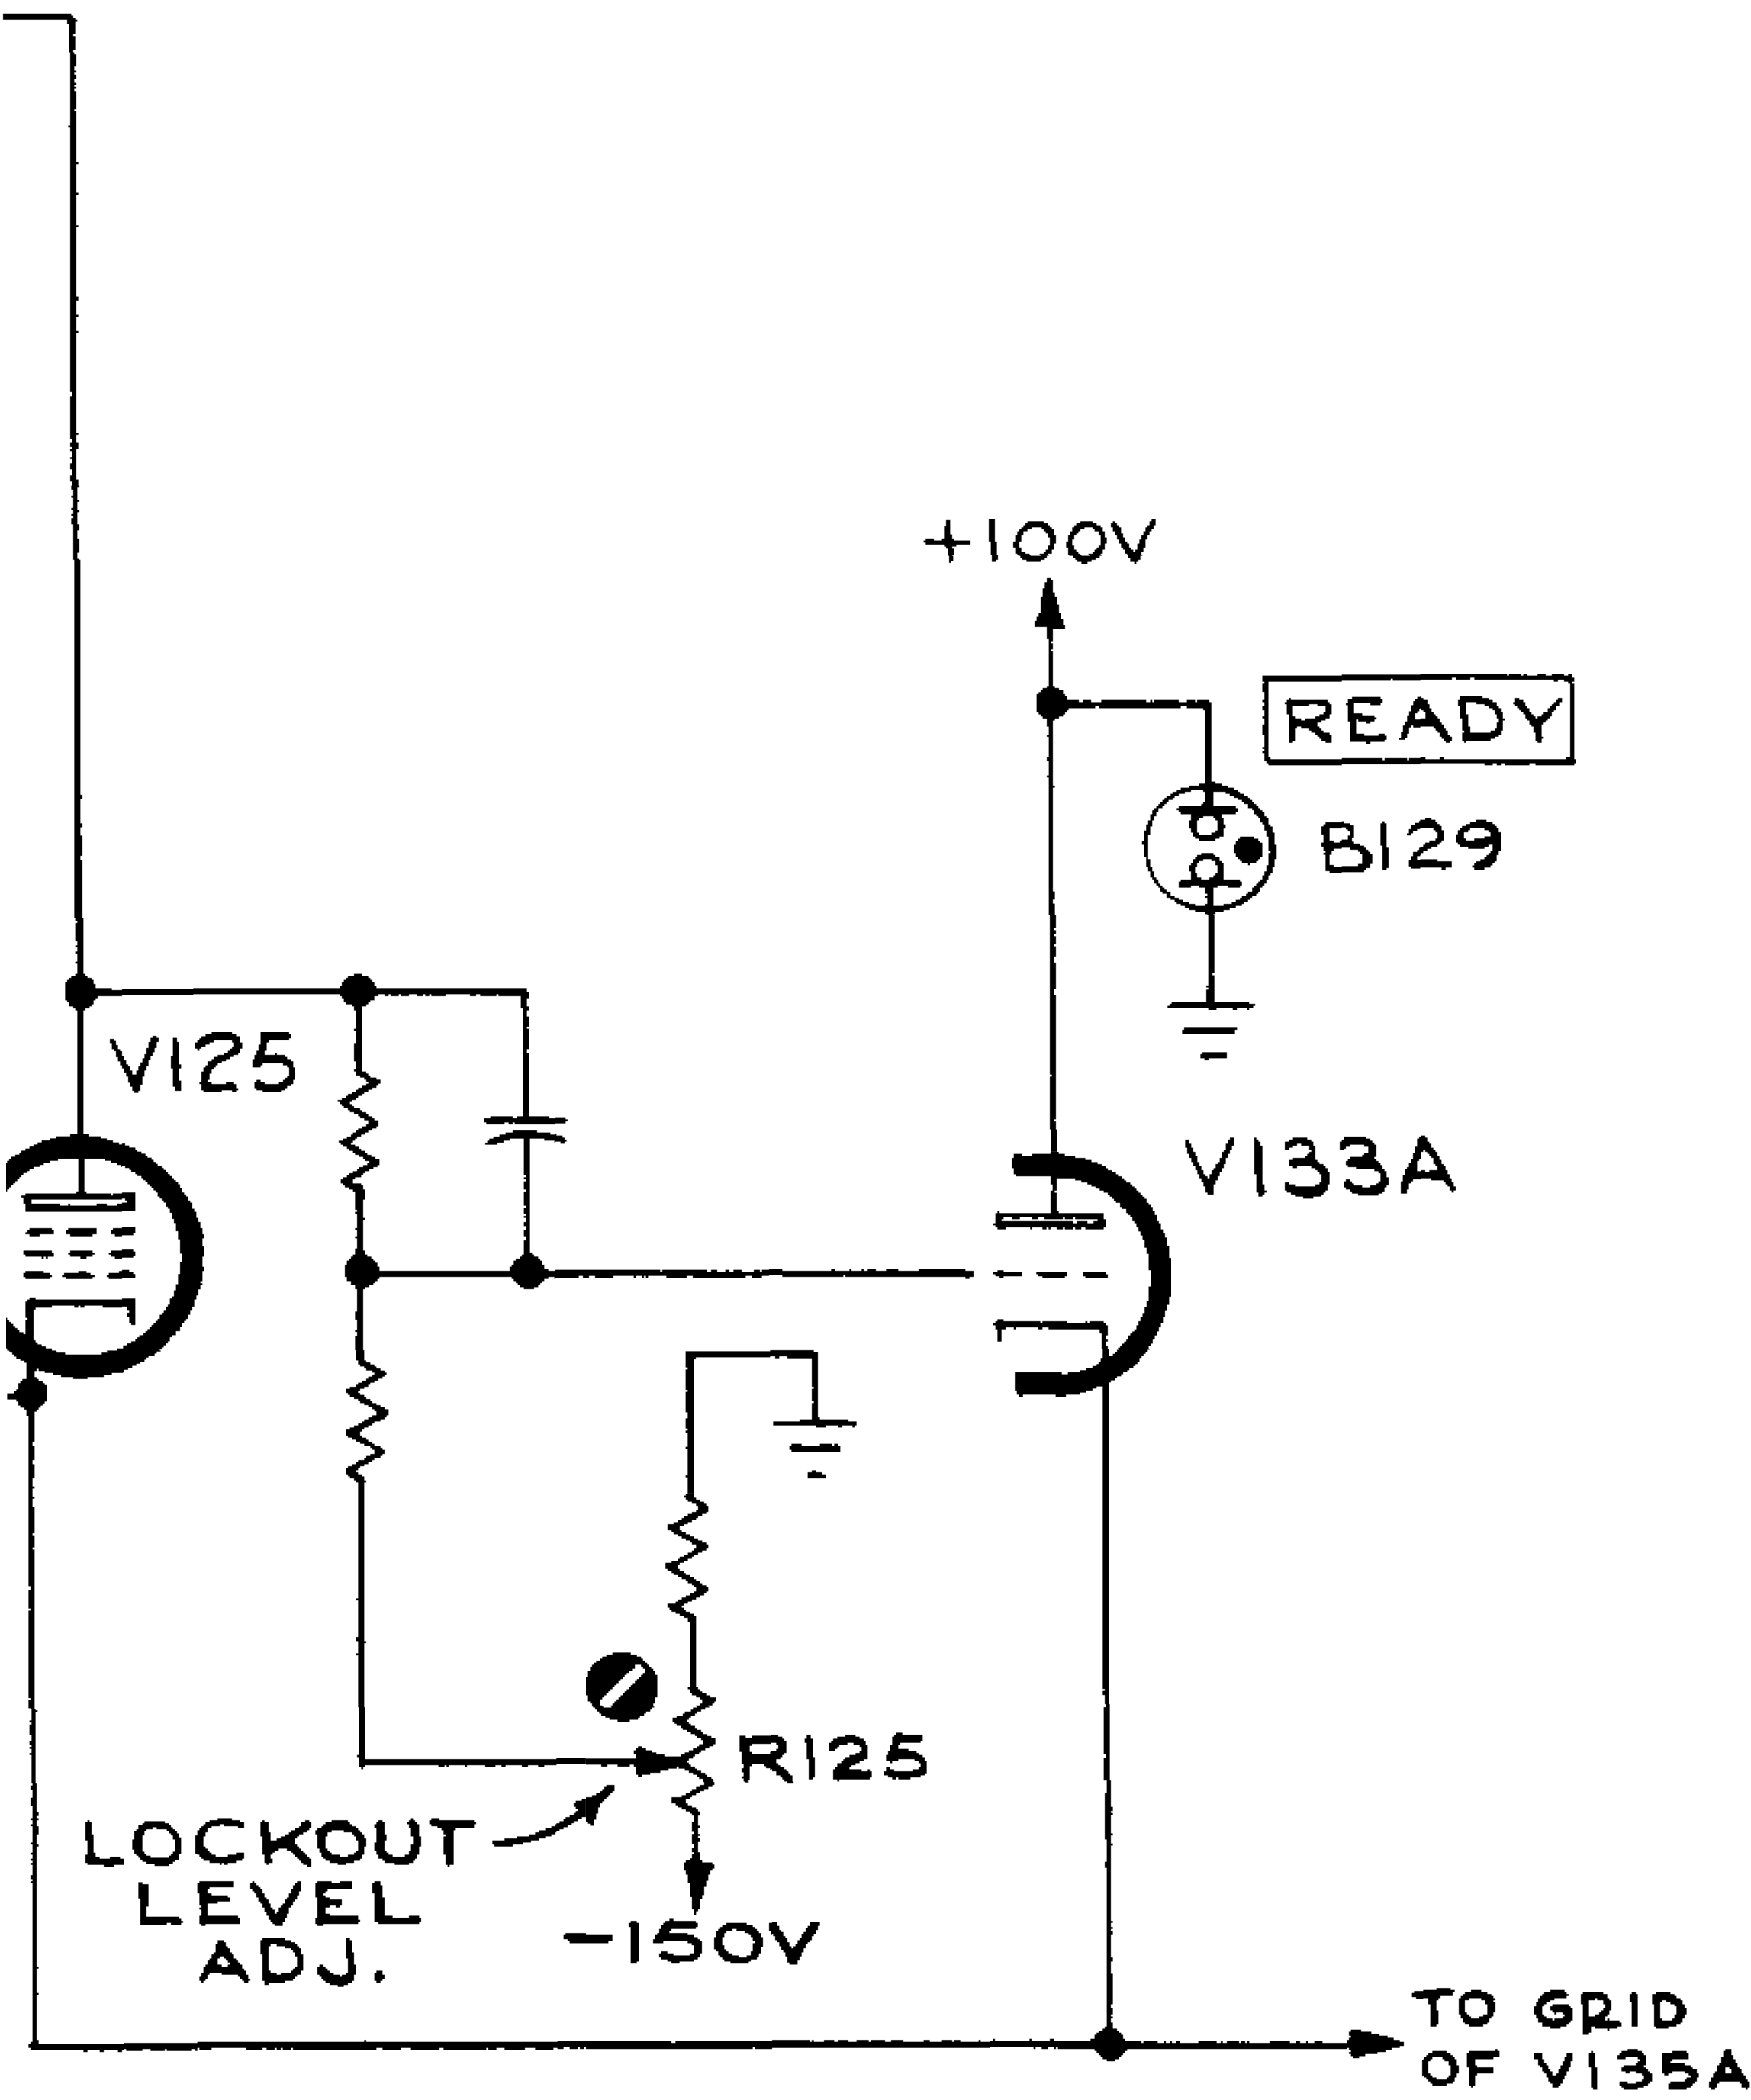 +100V
READY
B129
V125
V133A
R125
LOCKOUT
LEVEL
ADJ.
-150V
TO GRID
OF V135A